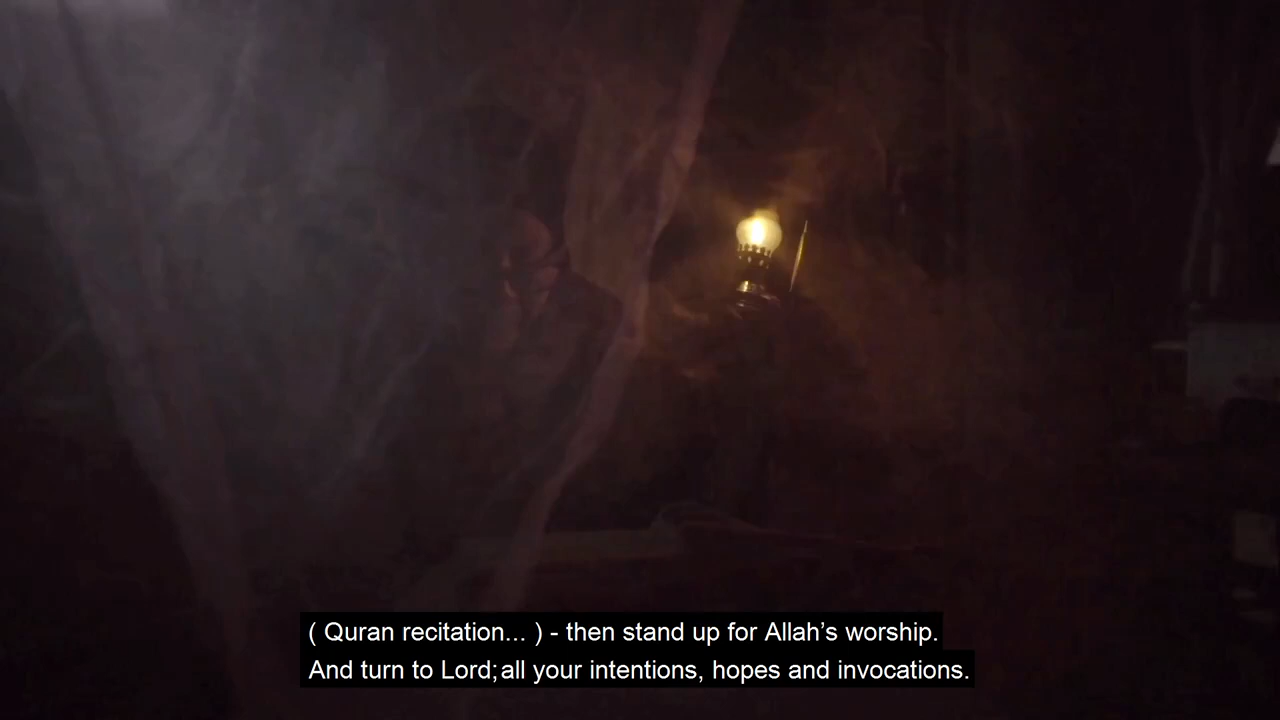 ( Quran recitation... ) - then stand up for Allah’s worship.
And turn to Lord; all your intentions, hopes and invocations.